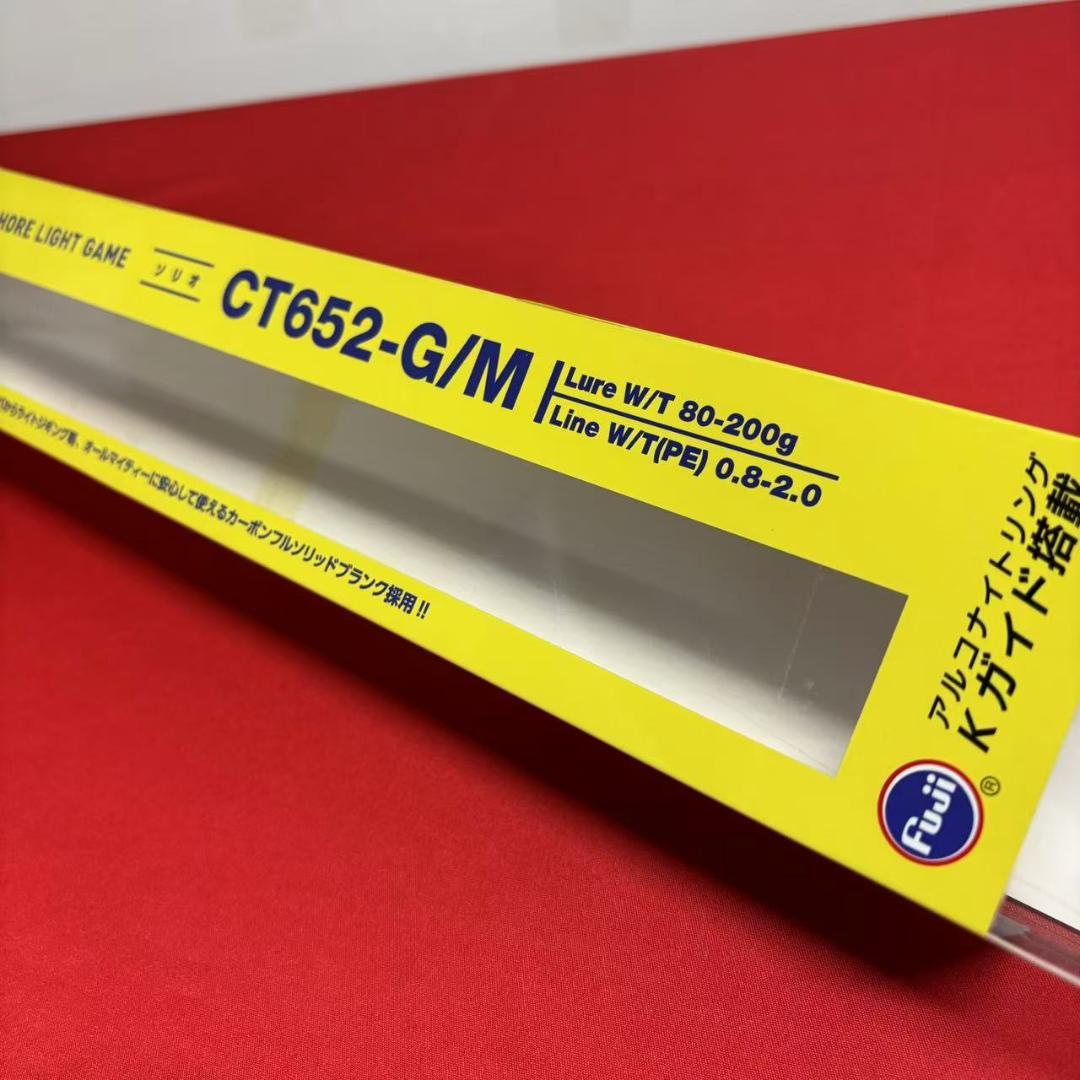 HORE LIGHT GAME
ソリオ
CT652-G/M
Lure W/T 80-200g
Line W/T(PE) 0.8-2.0
からライトジギング等、オールマイティーに安心して使えるカーボンフルソリッドブランク採用!!
アルコナイトリング
Kガイド搭載
Fuji ®